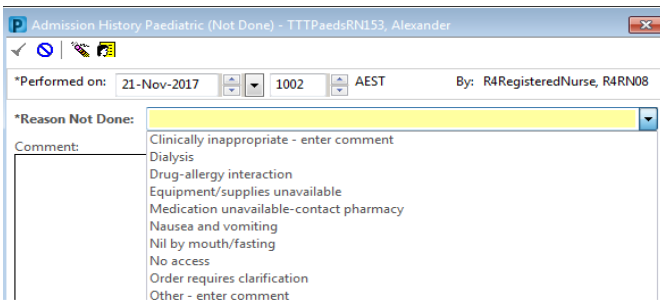 Admission History Paediatric (Not Done) - TTTPaedsRN153, Alexander
*Performed on: 21-Nov-2017 1002 AEST By: R4RegisteredNurse, R4RN08
*Reason Not Done:
Comment:
Clinically inappropriate - enter comment
Dialysis
Drug-allergy interaction
Equipment/supplies unavailable
Medication unavailable-contact pharmacy
Nausea and vomiting
Nil by mouth/fasting
No access
Order requires clarification
Other - enter comment